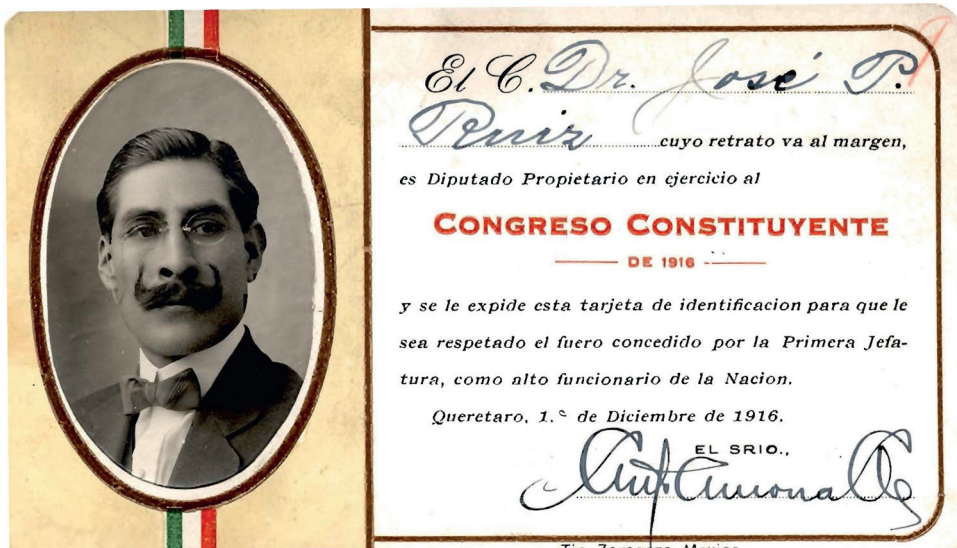 El C. Dr. José P.
Ruiz cuyo retrato va al margen,
es Diputado Propietario en ejercicio al
CONGRESO CONSTITUYENTE
DE 1916
y se le expide esta tarjeta de identificacion para que le
sea respetado el fuero concedido por la Primera Jefa-
tura, como alto funcionario de la Nacion.
Queretaro, 1.º de Diciembre de 1916.
EL SRIO.,